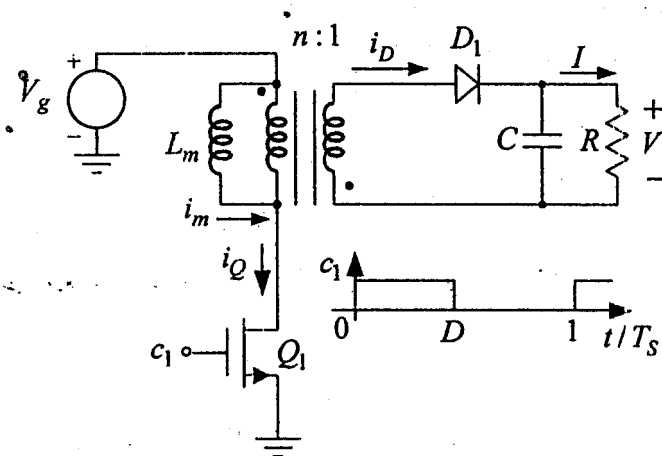 n : 1
i_D
D_1
I
+
V_g
−
L_m
C
R
+
V
−
i_m
i_Q
c_1
0
D
1
t / T_S
c_1
Q_1